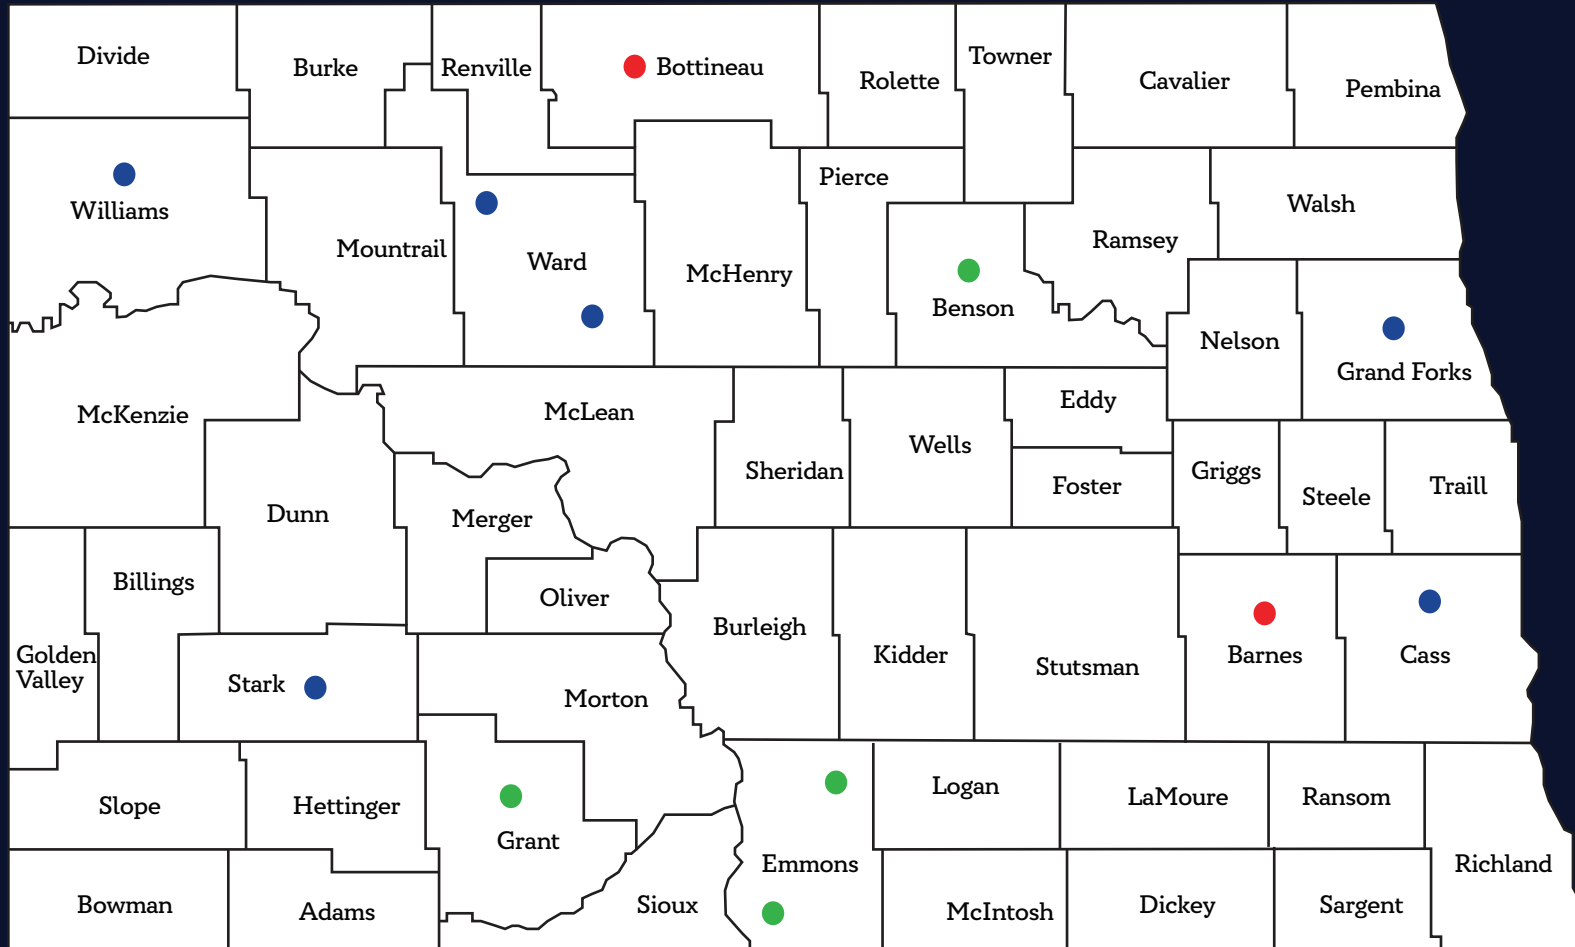 Divide
Burke
Renville
Bottineau
Rolette
Towner
Cavalier
Pembina
Williams
Mountrail
Ward
McHenry
Pierce
Benson
Ramsey
Walsh
Nelson
Grand Forks
McKenzie
McLean
Sheridan
Wells
Eddy
Foster
Griggs
Steele
Traill
Dunn
Merger
Oliver
Billings
Golden
Valley
Stark
Morton
Burleigh
Kidder
Stutsman
Barnes
Cass
Slope
Hettinger
Grant
Emmons
Logan
LaMoure
Ransom
Richland
Bowman
Adams
Sioux
McIntosh
Dickey
Sargent